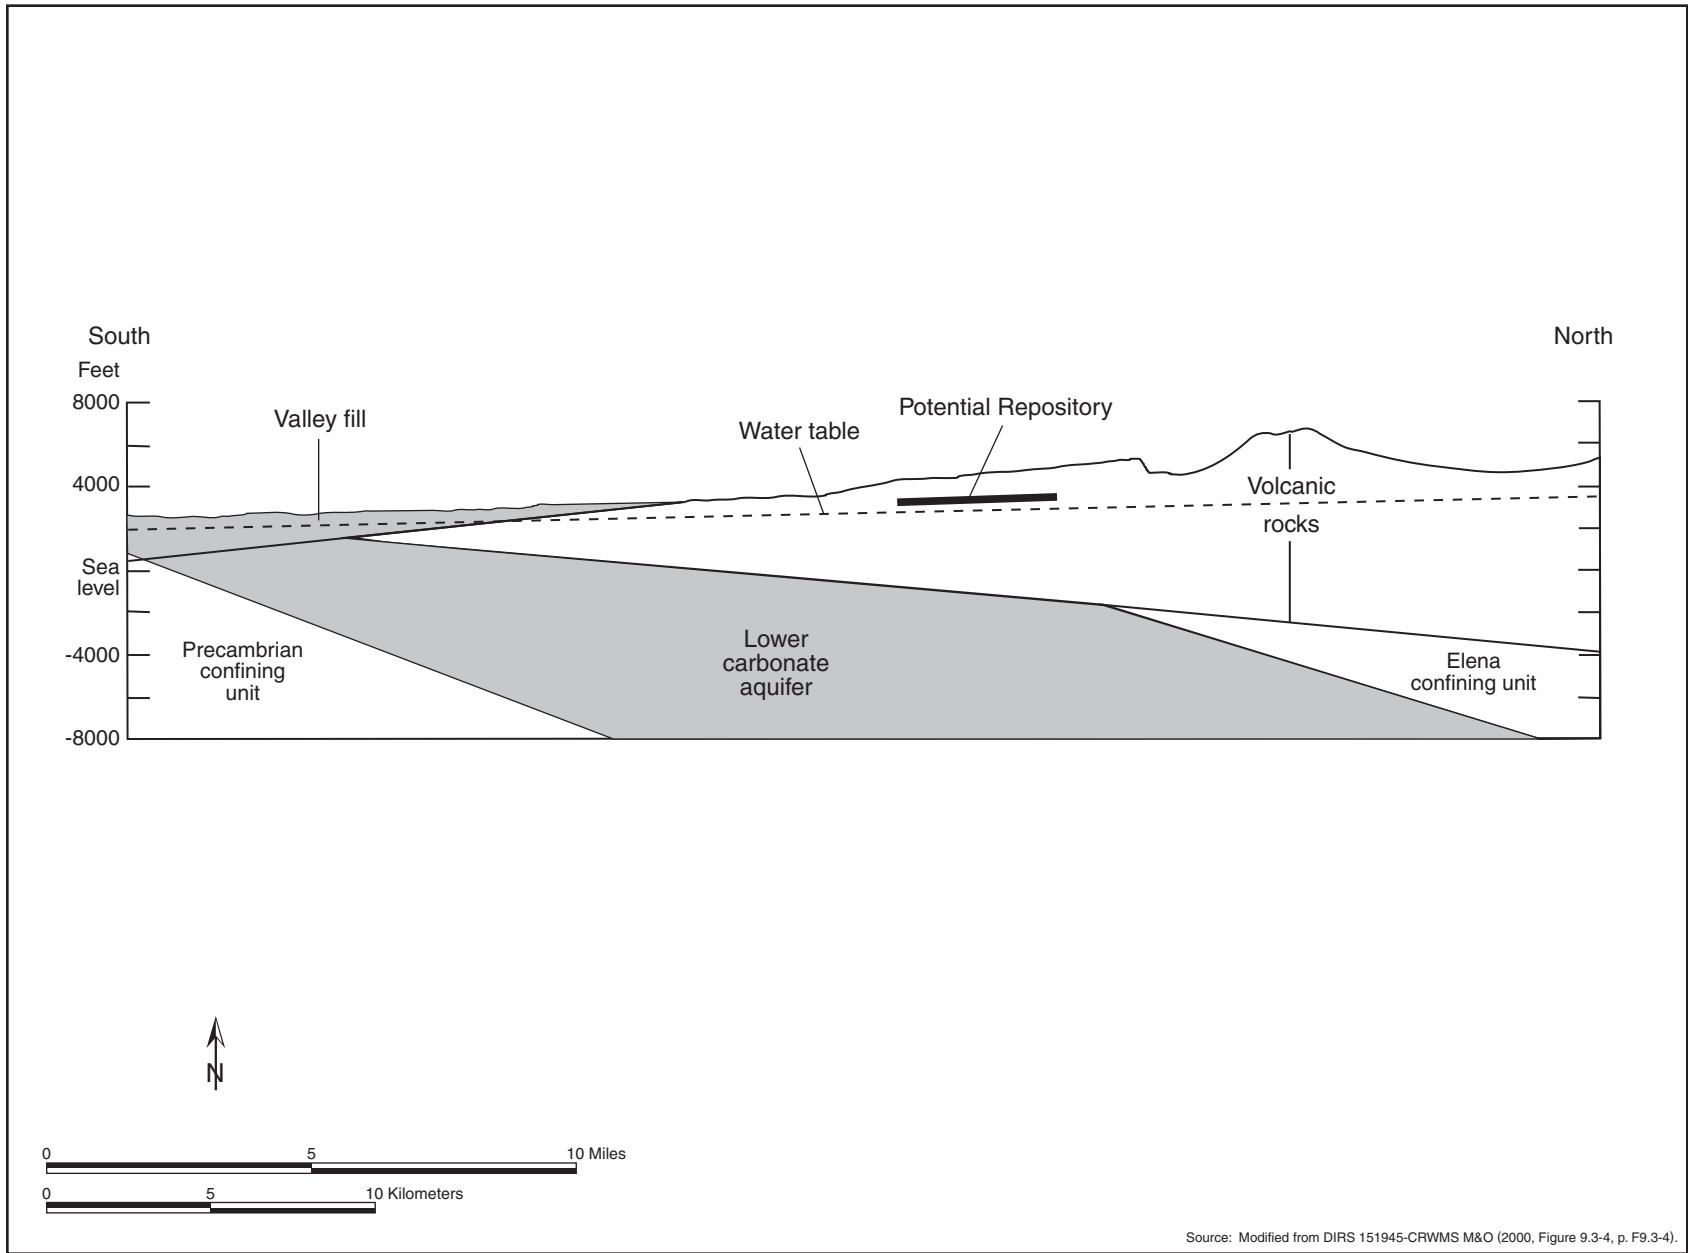 South
North
Feet
8000
4000
Sea
level
-4000
-8000
Valley fill
Water table
Potential Repository
Volcanic
rocks
Precambrian
confining
unit
Lower
carbonate
aquifer
Elena
confining unit
N
0 5 10 Miles
0 5 10 Kilometers
Source: Modified from DIRS 151945-CRWMS M&O (2000, Figure 9.3-4, p. F9.3-4).